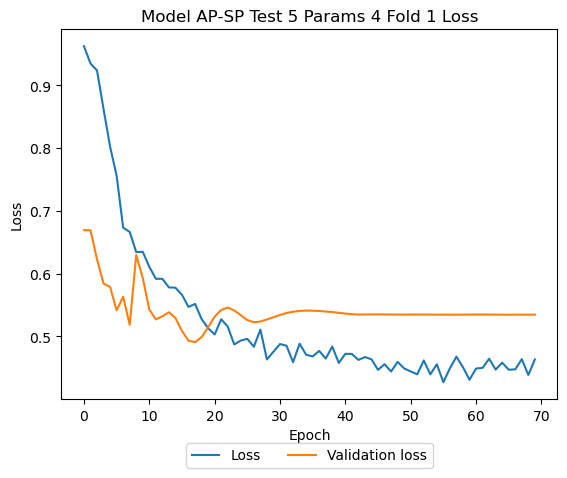 Model AP-SP Test 5 Params 4 Fold 1 Loss
Loss
0.9
0.8
0.7
0.6
0.5
0 10 20 30 40 50 60 70
Epoch
Loss Validation loss